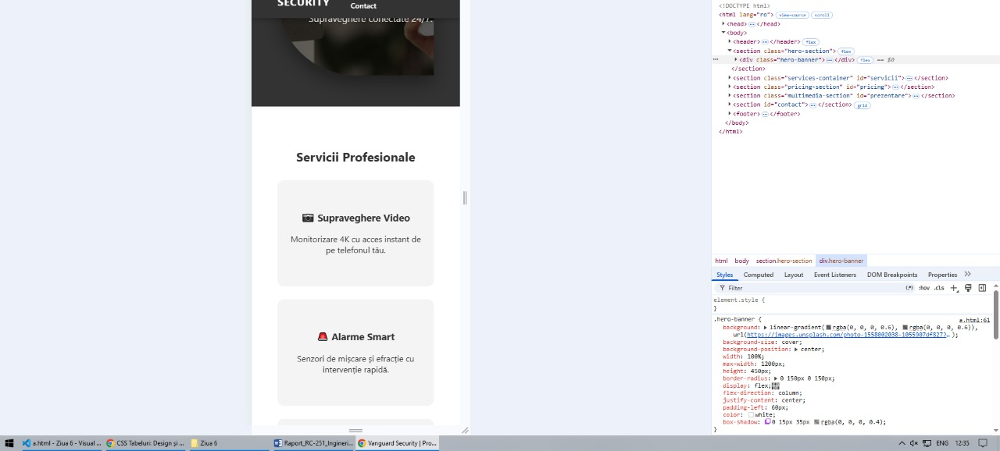 SECURITY
Contact
Supraveghere conectată 24/7.
Servicii Profesionale
Supraveghere Video
Monitorizare 4K cu acces instant de
pe telefonul tău.
Alarme Smart
Senzori de mișcare și efracție cu
intervenție rapidă.
<!DOCTYPE html>
<html lang="ro"> view-source scroll
<head> ⋯ </head>
<body>
<header> ⋯ </header> flex
<section class="hero-section"> flex
<div class="hero-banner"> ⋯ </div> flex == $0
</section>
<section class="services-container" id="servicii"> ⋯ </section>
<section class="pricing-section" id="pricing"> ⋯ </section>
<section class="multimedia-section" id="prezentare"> ⋯ </section>
<section id="contact"> ⋯ </section> grid
<footer> ⋯ </footer>
</body>
</html>
html body section.hero-section div.hero-banner
Styles Computed Layout Event Listeners DOM Breakpoints Properties
Filter :hov .cls
element.style {
}
.hero-banner { a.html:61
background: linear-gradient(rgba(0, 0, 0, 0.6), rgba(0, 0, 0, 0.6)),
url(https://images.unsplash.com/photo-1558002038-1055907df827?… );
background-size: cover;
background-position: center;
width: 100%;
max-width: 1200px;
height: 450px;
border-radius: 0 150px 0 150px;
display: flex;
flex-direction: column;
justify-content: center;
padding-left: 60px;
color: white;
box-shadow: 0 15px 35px rgba(0, 0, 0, 0.4);
}
a.html - Ziua 6 - Visual ... CSS Tabeluri: Design și ... Ziua 6 Raport_RC-251_Ingineri... Vanguard Security | Pro... ENG 12:35